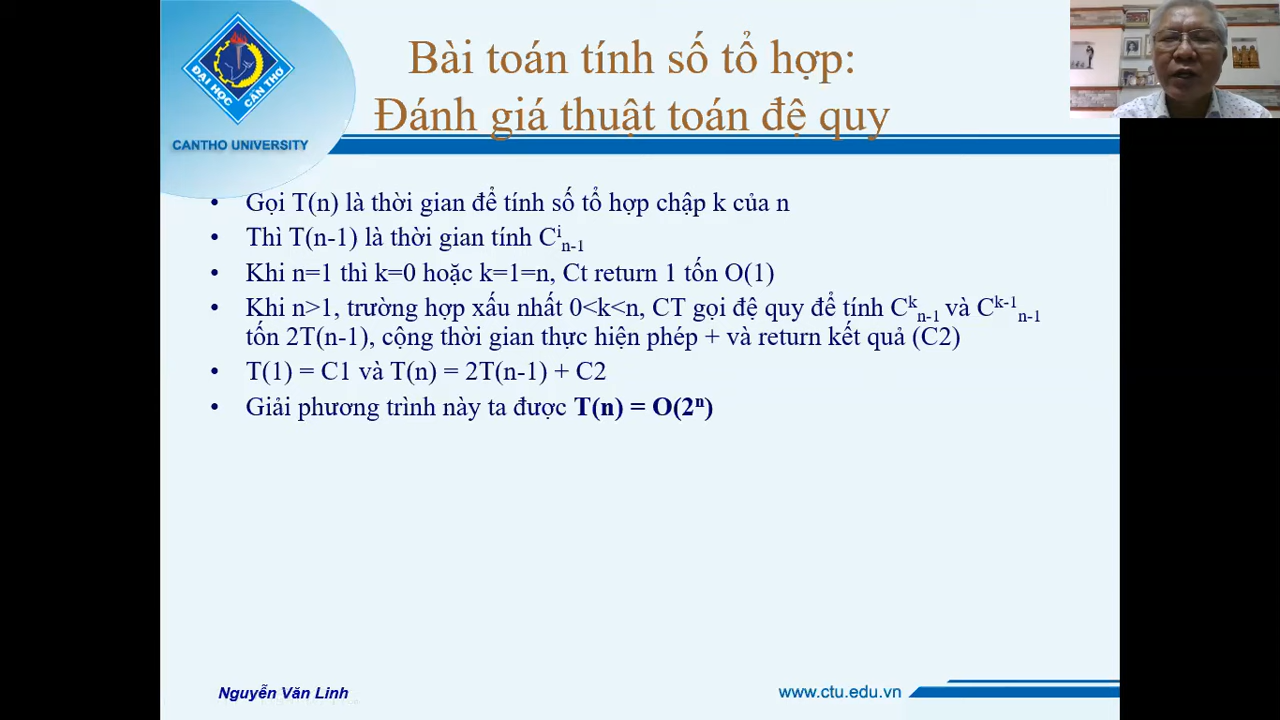 ĐẠI HỌC CẦN THƠ
CANTHO UNIVERSITY
Bài toán tính số tổ hợp:
Đánh giá thuật toán đệ quy
• Gọi T(n) là thời gian để tính số tổ hợp chập k của n
• Thì T(n-1) là thời gian tính Cⁱₙ₋₁
• Khi n=1 thì k=0 hoặc k=1=n, Ct return 1 tốn O(1)
• Khi n>1, trường hợp xấu nhất 0<k<n, CT gọi đệ quy để tính Cᵏₙ₋₁ và Cᵏ⁻¹ₙ₋₁
tốn 2T(n-1), cộng thời gian thực hiện phép + và return kết quả (C2)
• T(1) = C1 và T(n) = 2T(n-1) + C2
• Giải phương trình này ta được T(n) = O(2ⁿ)
Nguyễn Văn Linh
www.ctu.edu.vn